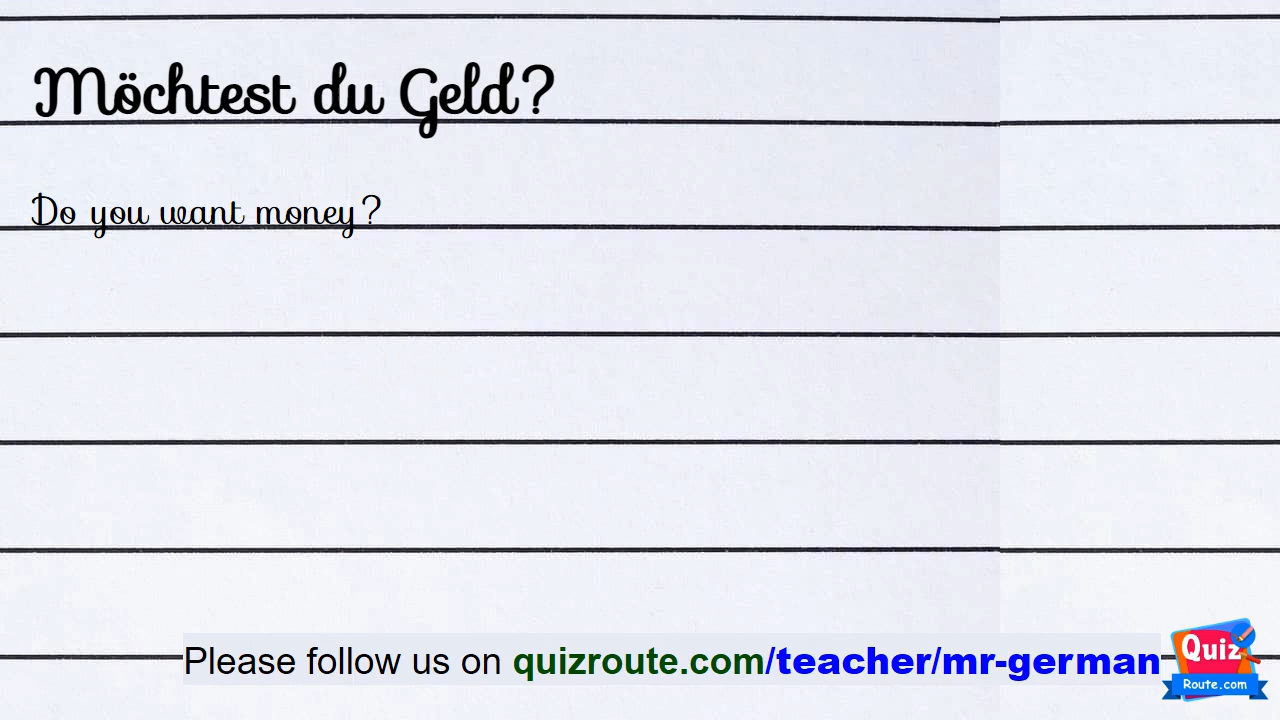 Möchtest du Geld?
Do you want money?
Please follow us on quizroute.com/teacher/mr-german
Quiz
Route.com